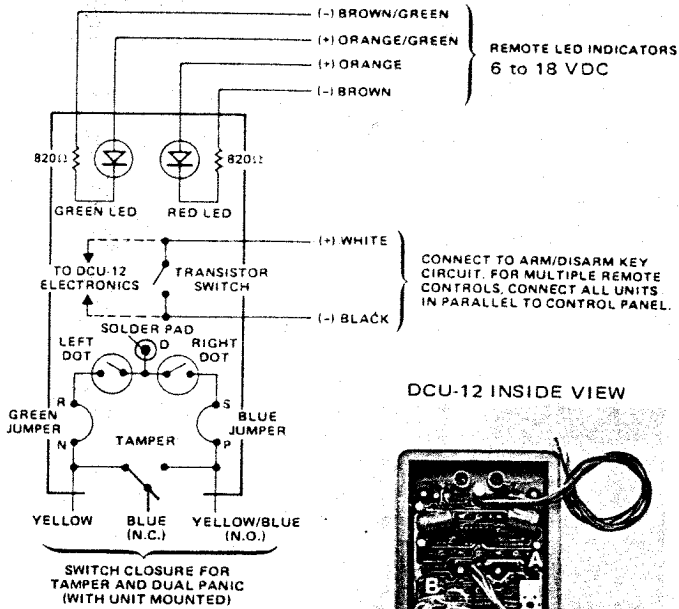 (-) BROWN/GREEN
(+) ORANGE/GREEN
(+) ORANGE
(-) BROWN
REMOTE LED INDICATORS
6 to 18 VDC
820Ω
820Ω
GREEN LED
RED LED
(+) WHITE
TO DCU-12
ELECTRONICS
TRANSISTOR
SWITCH
CONNECT TO ARM/DISARM KEY
CIRCUIT. FOR MULTIPLE REMOTE
CONTROLS, CONNECT ALL UNITS
IN PARALLEL TO CONTROL PANEL.
(-) BLACK
SOLDER PAD
D
LEFT
DOT
RIGHT
DOT
R
S
GREEN
JUMPER
BLUE
JUMPER
N
P
TAMPER
YELLOW
BLUE
(N.C.)
YELLOW/BLUE
(N.O.)
SWITCH CLOSURE FOR
TAMPER AND DUAL PANIC
(WITH UNIT MOUNTED)
DCU-12 INSIDE VIEW
A
B